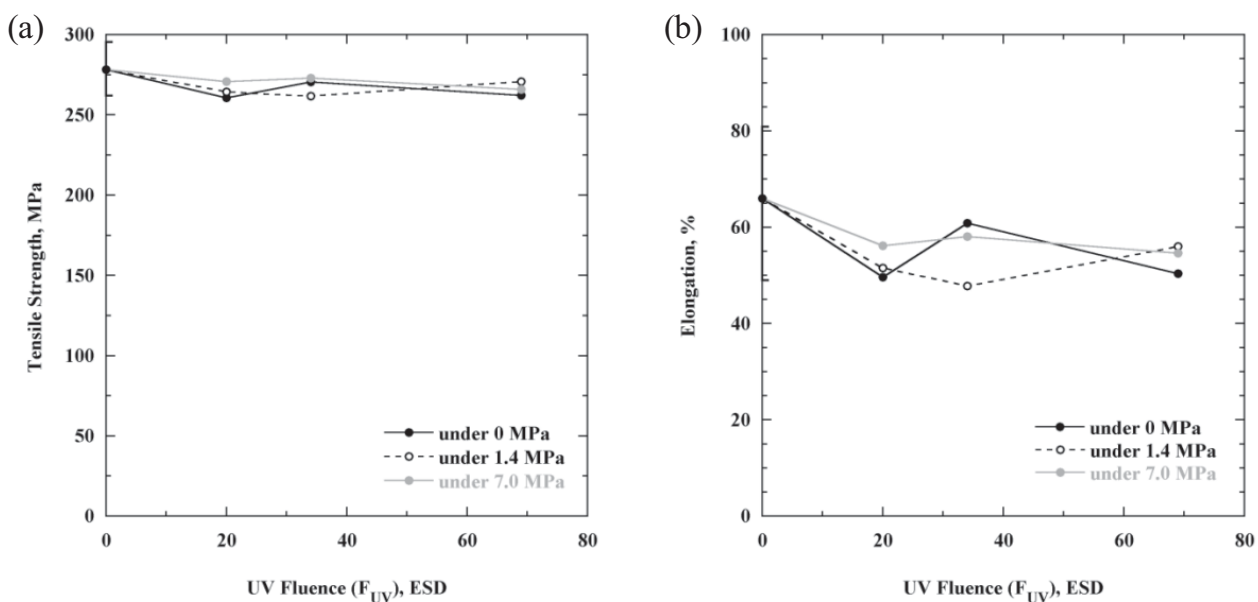 (a)
300
250
200
150
100
50
0
Tensile Strength, MPa
under 0 MPa
under 1.4 MPa
under 7.0 MPa
0 20 40 60 80
UV Fluence (F_UV), ESD
(b)
100
80
60
40
20
0
Elongation, %
under 0 MPa
under 1.4 MPa
under 7.0 MPa
0 20 40 60 80
UV Fluence (F_UV), ESD